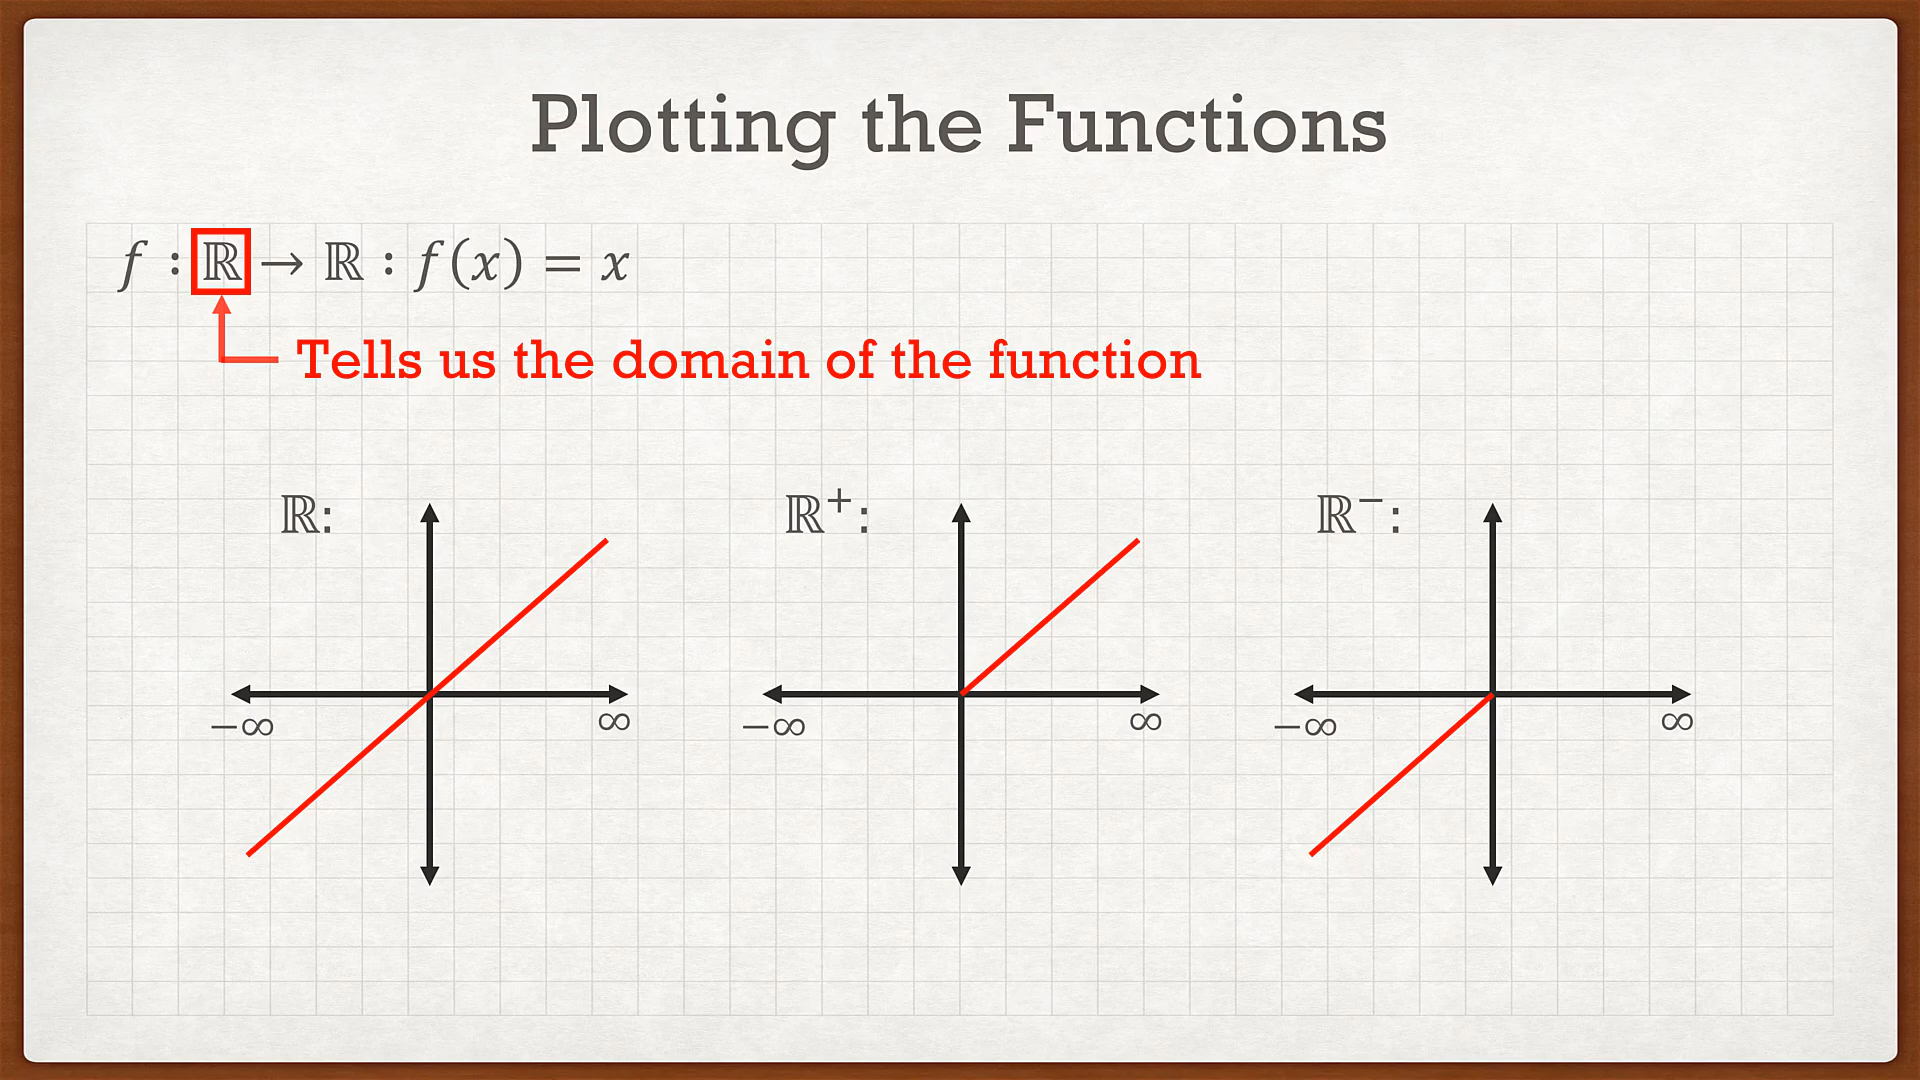 Plotting the Functions
f : ℝ → ℝ : f(x) = x
Tells us the domain of the function
ℝ: ℝ⁺: ℝ⁻:
−∞ ∞ −∞ ∞ −∞ ∞